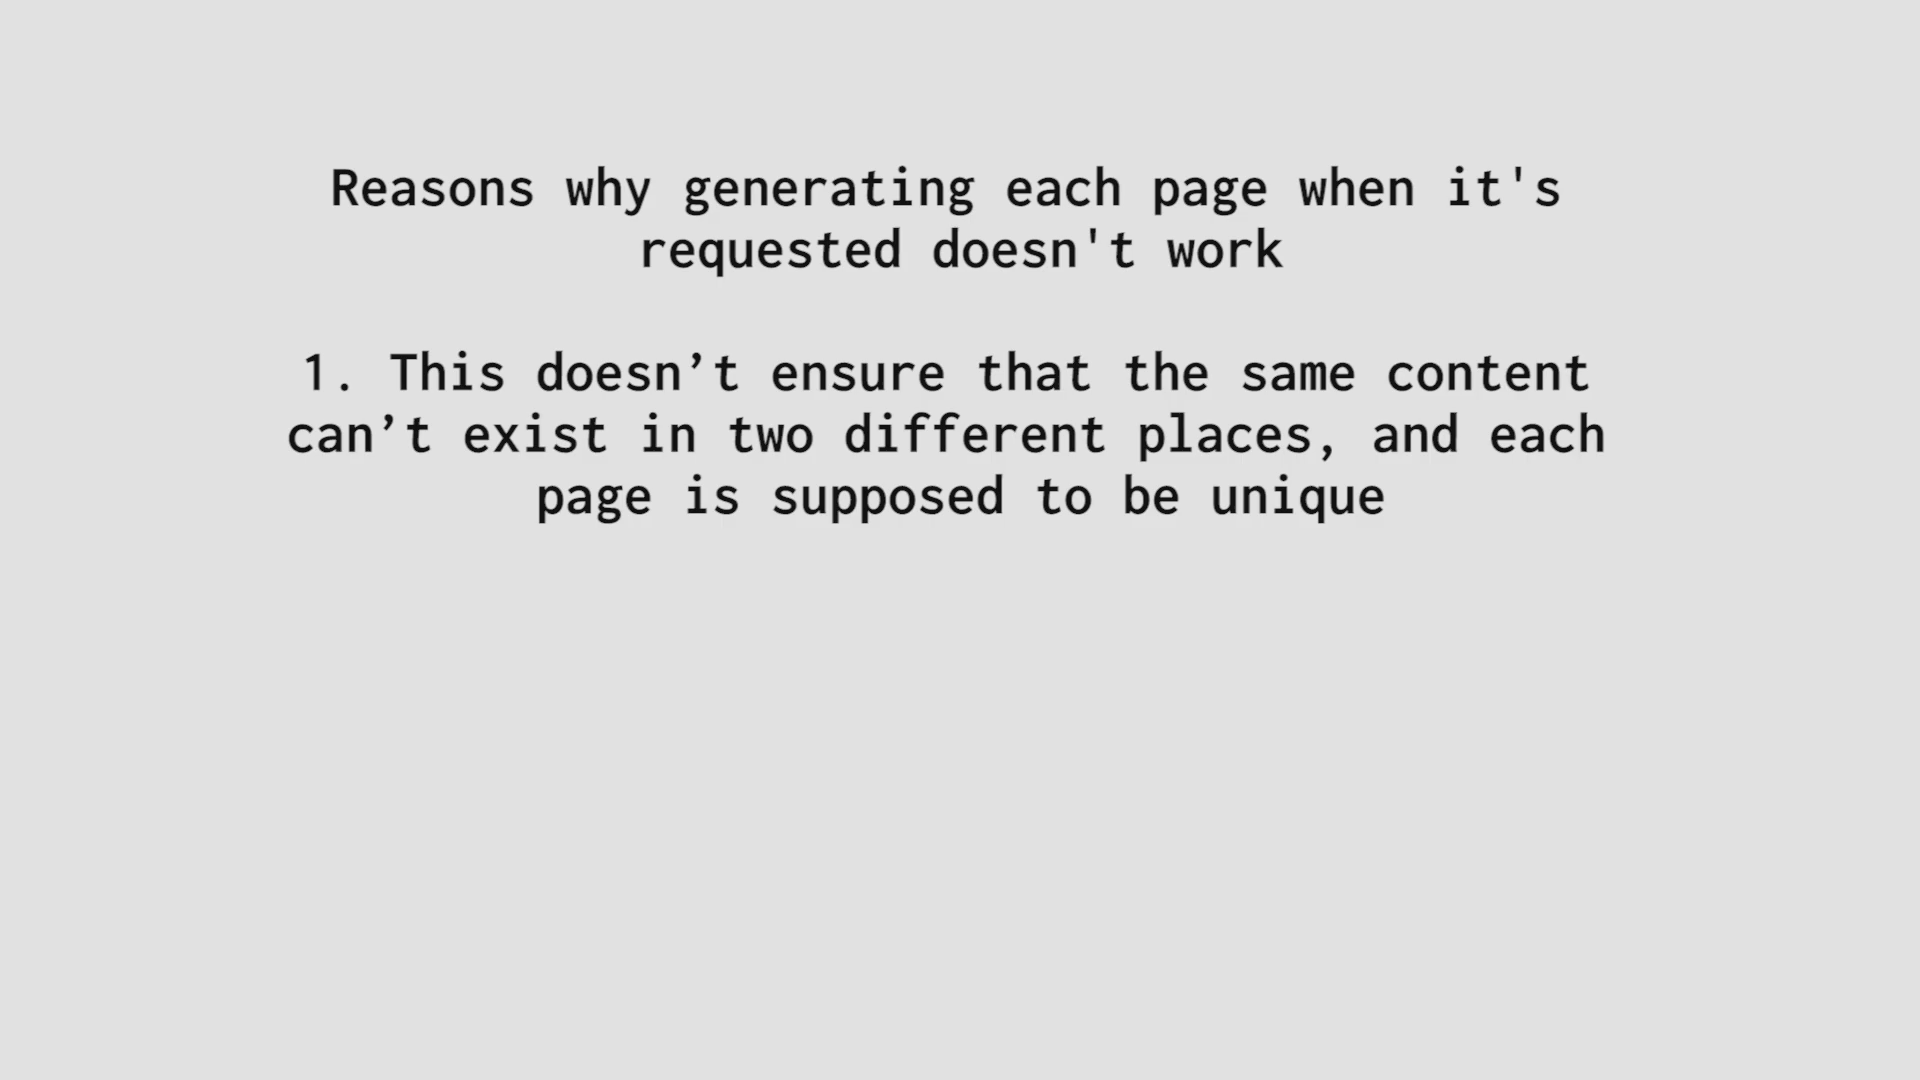 Reasons why generating each page when it's
requested doesn't work
1. This doesn’t ensure that the same content
can’t exist in two different places, and each
page is supposed to be unique